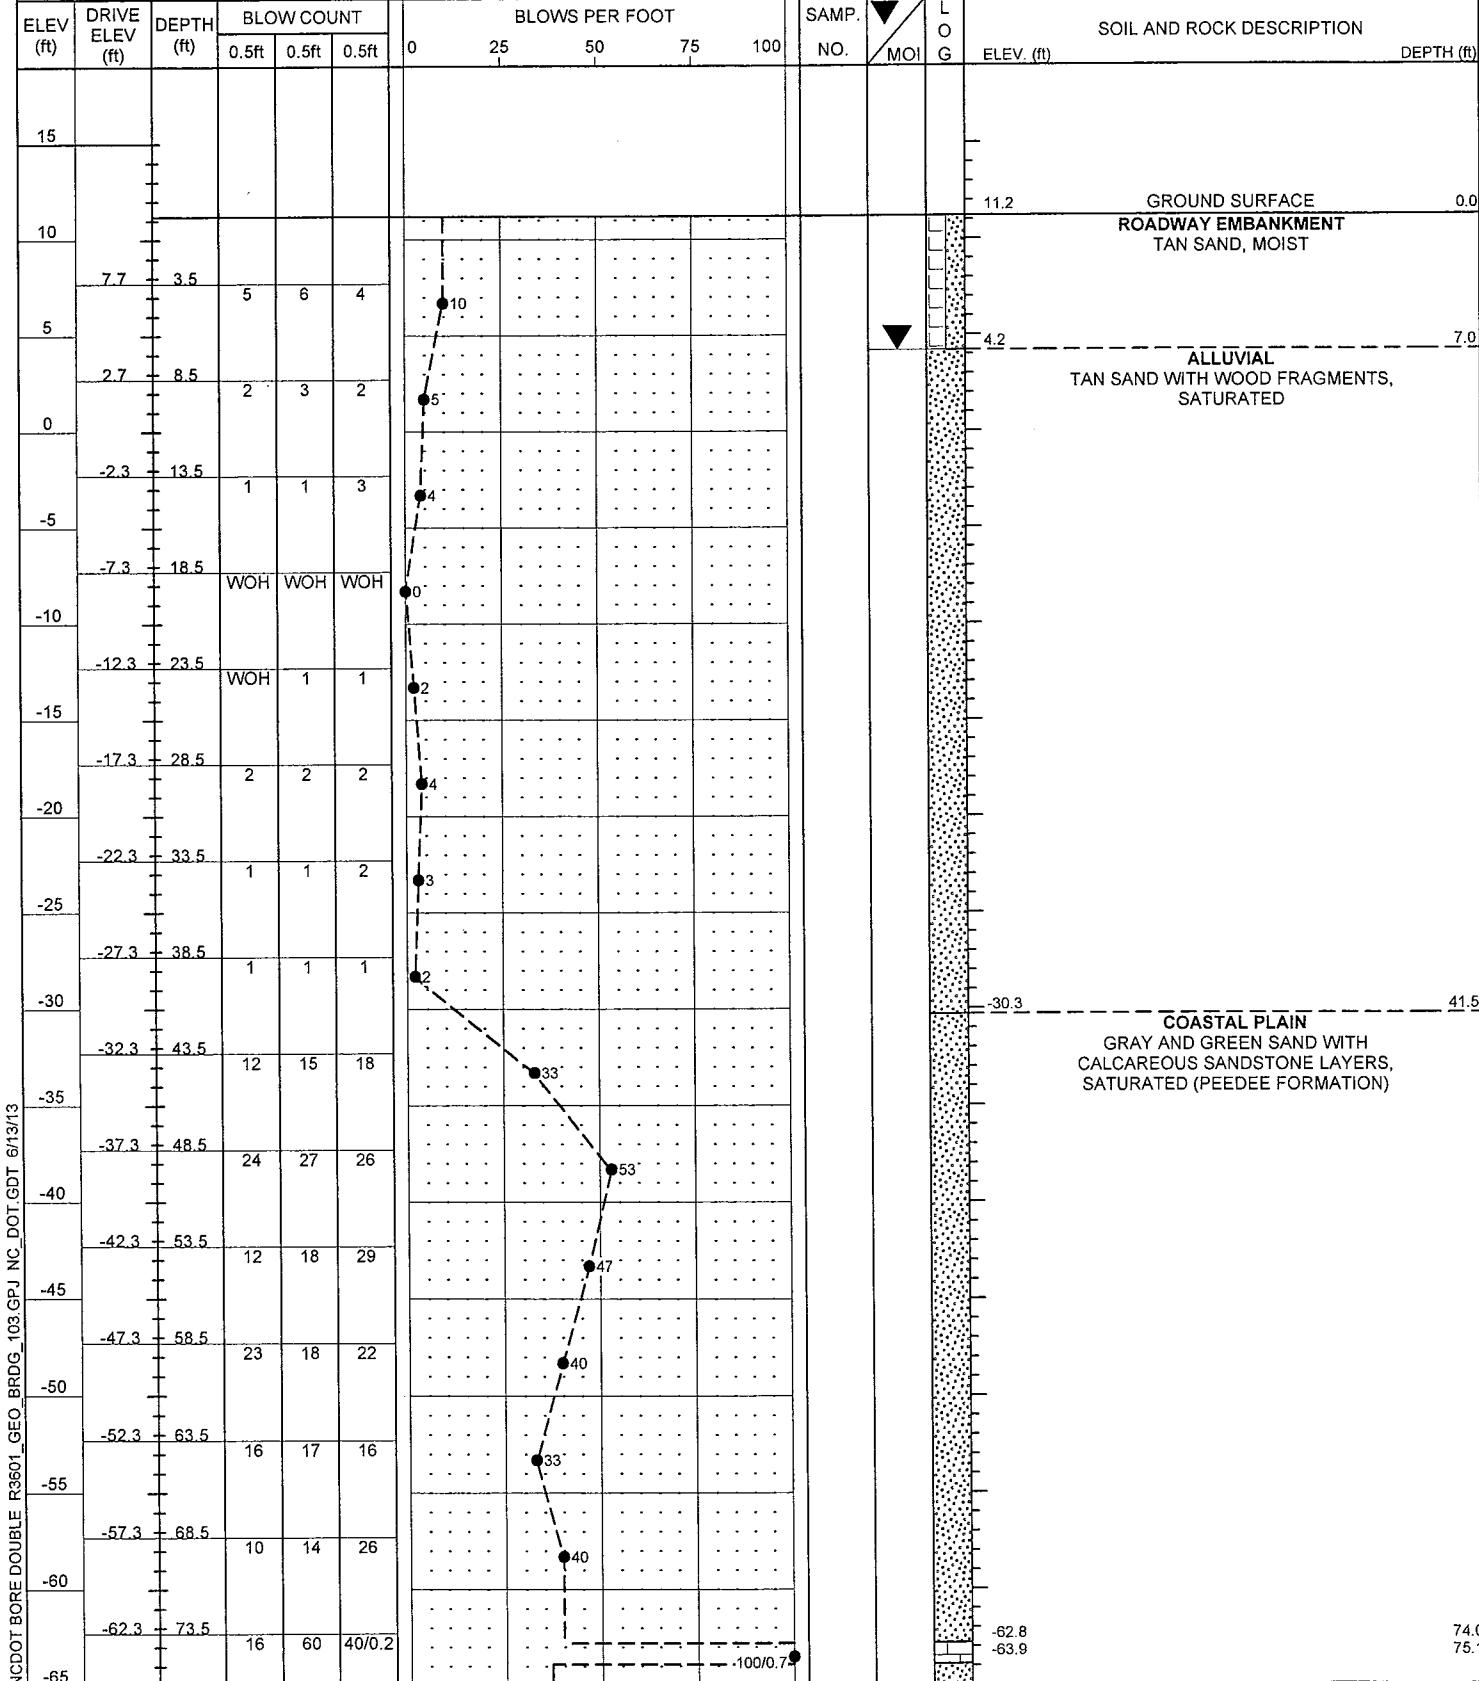 ELEV (ft) DRIVE ELEV (ft) DEPTH (ft) BLOW COUNT BLOWS PER FOOT SAMP. NO. MOI L O G SOIL AND ROCK DESCRIPTION
0.5ft 0.5ft 0.5ft 0 25 50 75 100 ELEV. (ft) DEPTH (ft)
15
11.2 GROUND SURFACE 0.0
ROADWAY EMBANKMENT
10 TAN SAND, MOIST
7.7 3.5 5 6 4 10
5 4.2 7.0
ALLUVIAL
2.7 8.5 2 3 2 5 TAN SAND WITH WOOD FRAGMENTS,
SATURATED
0
-2.3 13.5 1 1 3 4
-5
-7.3 18.5 WOH WOH WOH 0
-10
-12.3 23.5 WOH 1 1 2
-15
-17.3 28.5 2 2 2 4
-20
-22.3 33.5 1 1 2 3
-25
-27.3 38.5 1 1 1 2
-30 -30.3 41.5
COASTAL PLAIN
GRAY AND GREEN SAND WITH
-32.3 43.5 12 15 18 33 CALCAREOUS SANDSTONE LAYERS,
SATURATED (PEEDEE FORMATION)
-35
-37.3 48.5 24 27 26 53
-40
-42.3 53.5 12 18 29 47
-45
-47.3 58.5 23 18 22 40
-50
-52.3 63.5 16 17 16 33
-55
-57.3 68.5 10 14 26 40
-60
-62.3 73.5 16 60 40/0.2 100/0.7 -62.8 74.0
-63.9 75.
-65
NCDOT BORE DOUBLE R3601_GEO_BRDG_103.GPJ NC_DOT.GDT 6/13/13